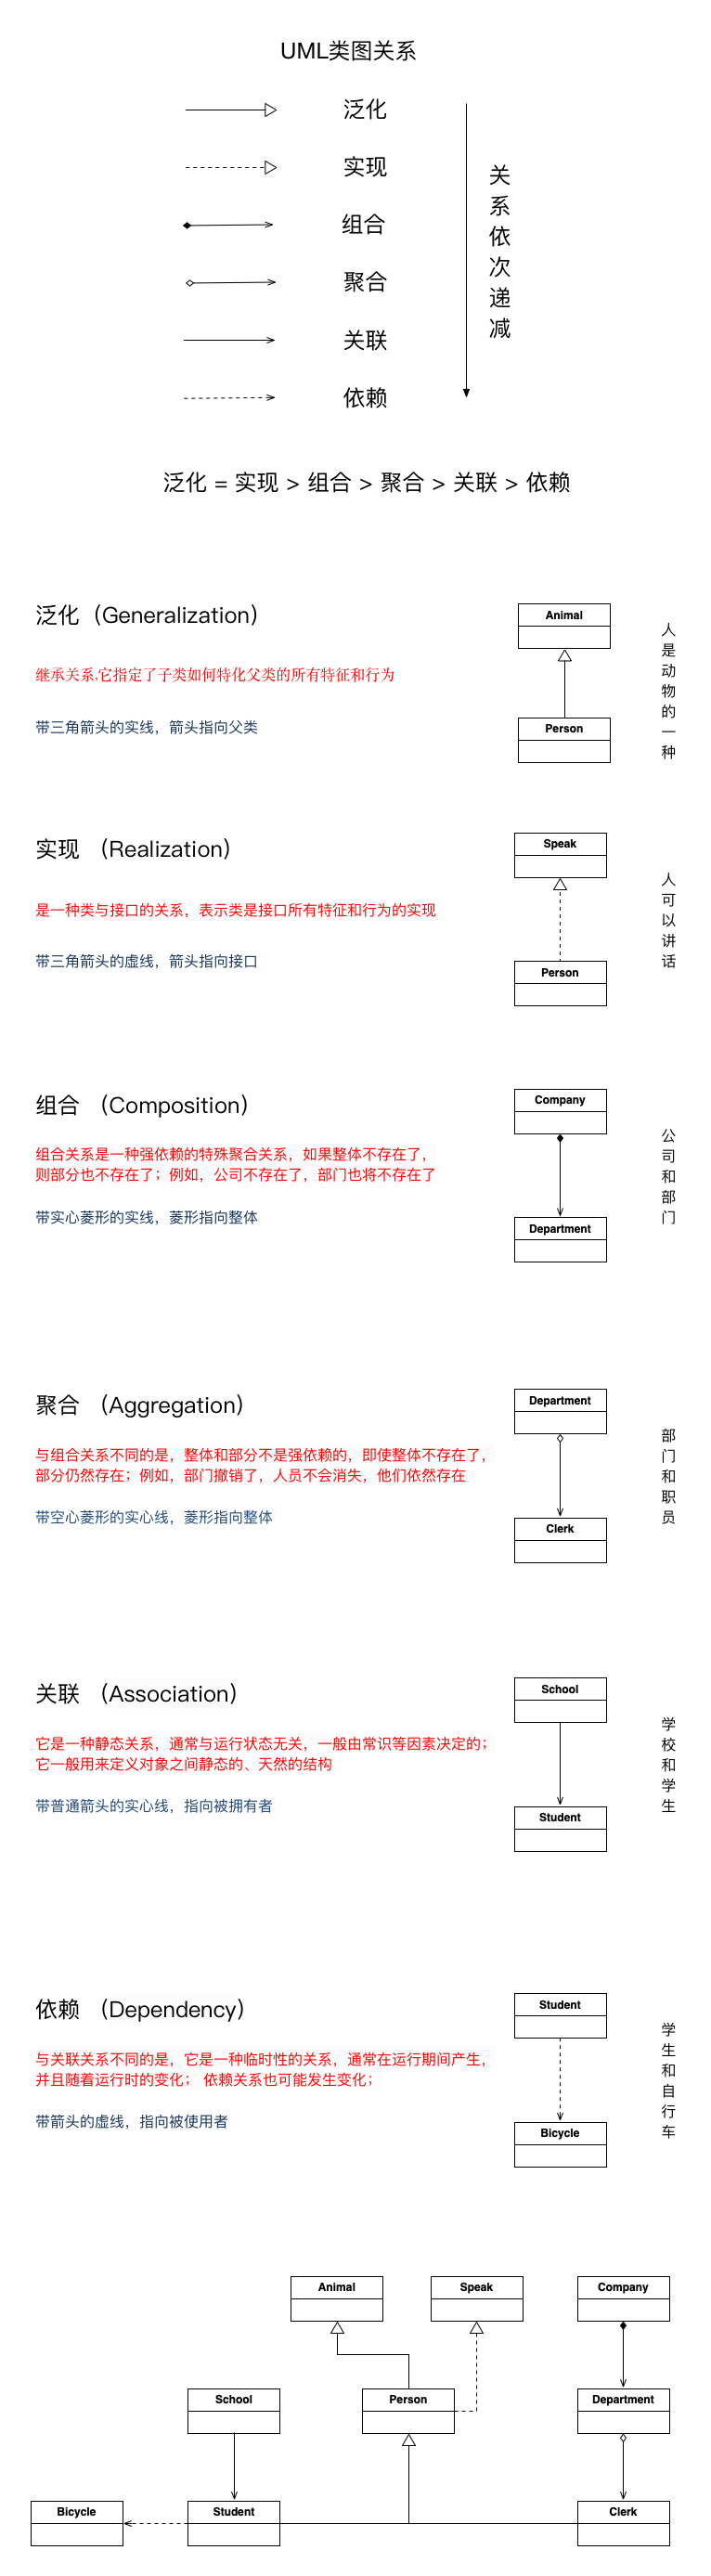 UML类图关系
泛化
实现
组合
聚合
关联
依赖
关系依次递减
泛化 = 实现 > 组合 > 聚合 > 关联 > 依赖
泛化（Generalization）
继承关系,它指定了子类如何特化父类的所有特征和行为
带三角箭头的实线，箭头指向父类
Animal
Person
人是动物的一种
实现 （Realization）
是一种类与接口的关系，表示类是接口所有特征和行为的实现
带三角箭头的虚线，箭头指向接口
Speak
Person
人可以讲话
组合 （Composition）
组合关系是一种强依赖的特殊聚合关系，如果整体不存在了，
则部分也不存在了；例如，公司不存在了，部门也将不存在了
带实心菱形的实线，菱形指向整体
Company
Department
公司和部门
聚合 （Aggregation）
与组合关系不同的是，整体和部分不是强依赖的，即使整体不存在了，
部分仍然存在；例如，部门撤销了，人员不会消失，他们依然存在
带空心菱形的实心线，菱形指向整体
Department
Clerk
部门和职员
关联 （Association）
它是一种静态关系，通常与运行状态无关，一般由常识等因素决定的；
它一般用来定义对象之间静态的、天然的结构
带普通箭头的实心线，指向被拥有者
School
Student
学校和学生
依赖 （Dependency）
与关联关系不同的是，它是一种临时性的关系，通常在运行期间产生，
并且随着运行时的变化； 依赖关系也可能发生变化；
带箭头的虚线，指向被使用者
Student
Bicycle
学生和自行车
Animal
Speak
Company
School
Person
Department
Bicycle
Student
Clerk